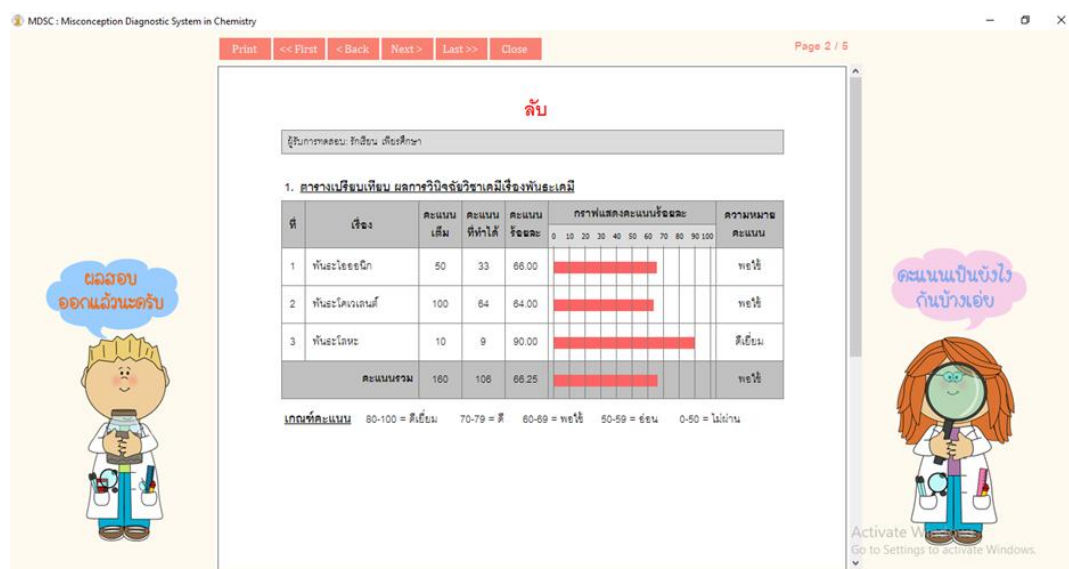 MDSC : Misconception Diagnostic System in Chemistry
Print << First < Back Next > Last >> Close
Page 2 / 5
ลับ
ผู้รับการทดสอบ: รักเรียน เพียรศึกษา
1. ตารางเปรียบเทียบ ผลการวินิจฉัยวิชาเคมีเรื่องพันธะเคมี
ที่ เรื่อง คะแนนเต็ม คะแนนที่ทำได้ คะแนนร้อยละ กราฟแสดงคะแนนร้อยละ ความหมายคะแนน
0 10 20 30 40 50 60 70 80 90 100
1 พันธะไอออนิก 50 33 66.00 พอใช้
2 พันธะโคเวเลนต์ 100 64 64.00 พอใช้
3 พันธะโลหะ 10 9 90.00 ดีเยี่ยม
คะแนนรวม 160 106 66.25 พอใช้
เกณฑ์คะแนน 80-100 = ดีเยี่ยม 70-79 = ดี 60-69 = พอใช้ 50-59 = อ่อน 0-50 = ไม่ผ่าน
ผลสอบ
ออกแล้วนะครับ
คะแนนเป็นยังไง
กันบ้างเอ่ย
Activate Windows
Go to Settings to activate Windows.